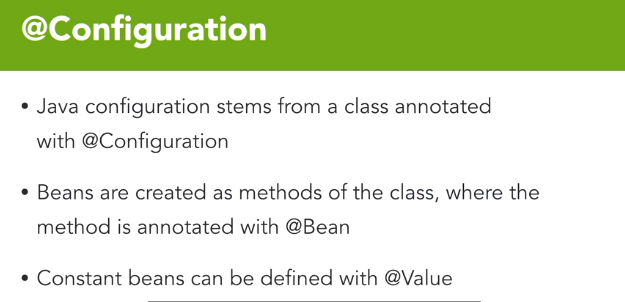 @Configuration
• Java configuration stems from a class annotated
with @Configuration
• Beans are created as methods of the class, where the
method is annotated with @Bean
• Constant beans can be defined with @Value